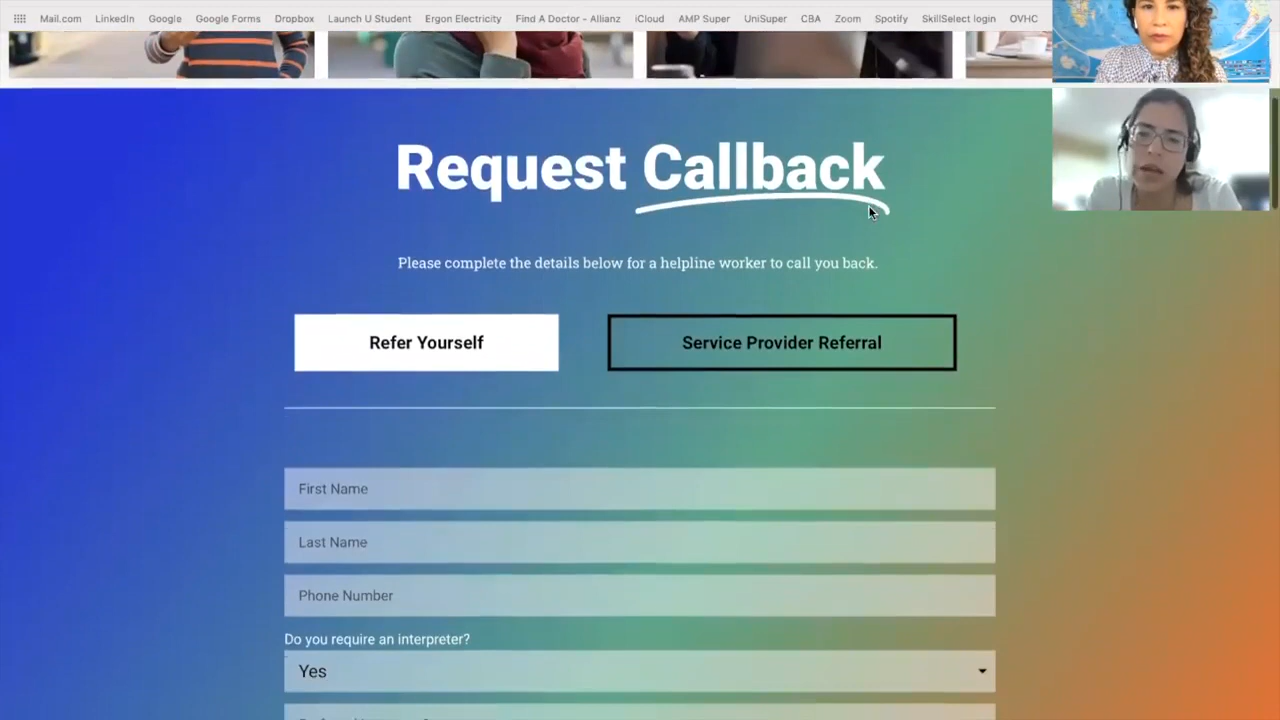 Mail.com LinkedIn Google Google Forms Dropbox Launch U Student Ergon Electricity Find A Doctor - Allianz iCloud AMP Super UniSuper CBA Zoom Spotify SkillSelect login OVHC
Request Callback
Please complete the details below for a helpline worker to call you back.
Refer Yourself
Service Provider Referral
First Name
Last Name
Phone Number
Do you require an interpreter?
Yes